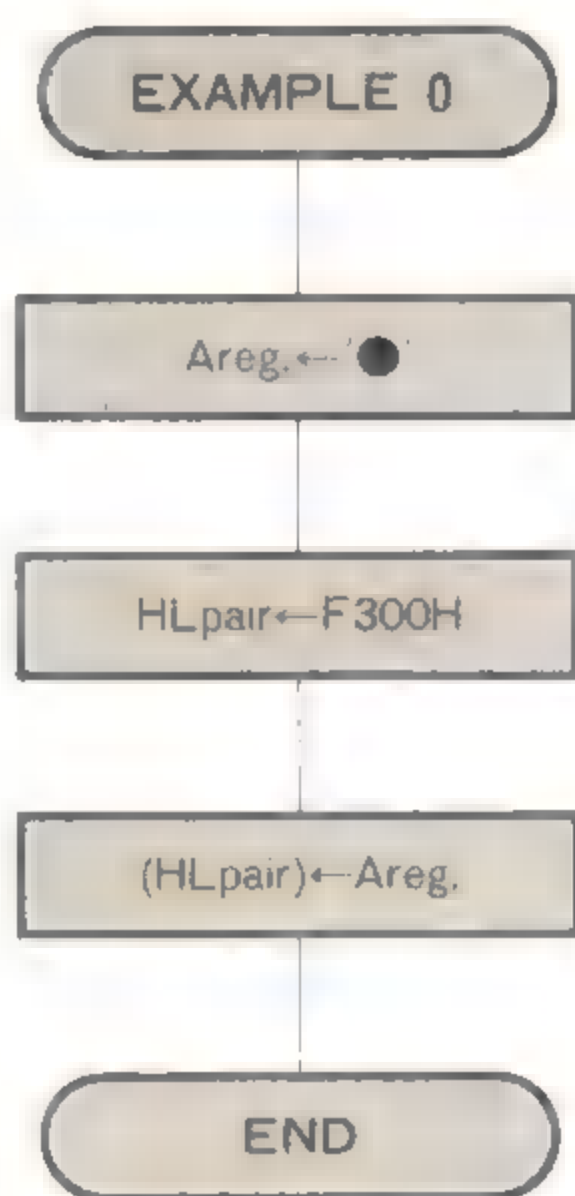 EXAMPLE 0
Areg.←'●'
HLpair←F300H
(HLpair)←Areg.
END